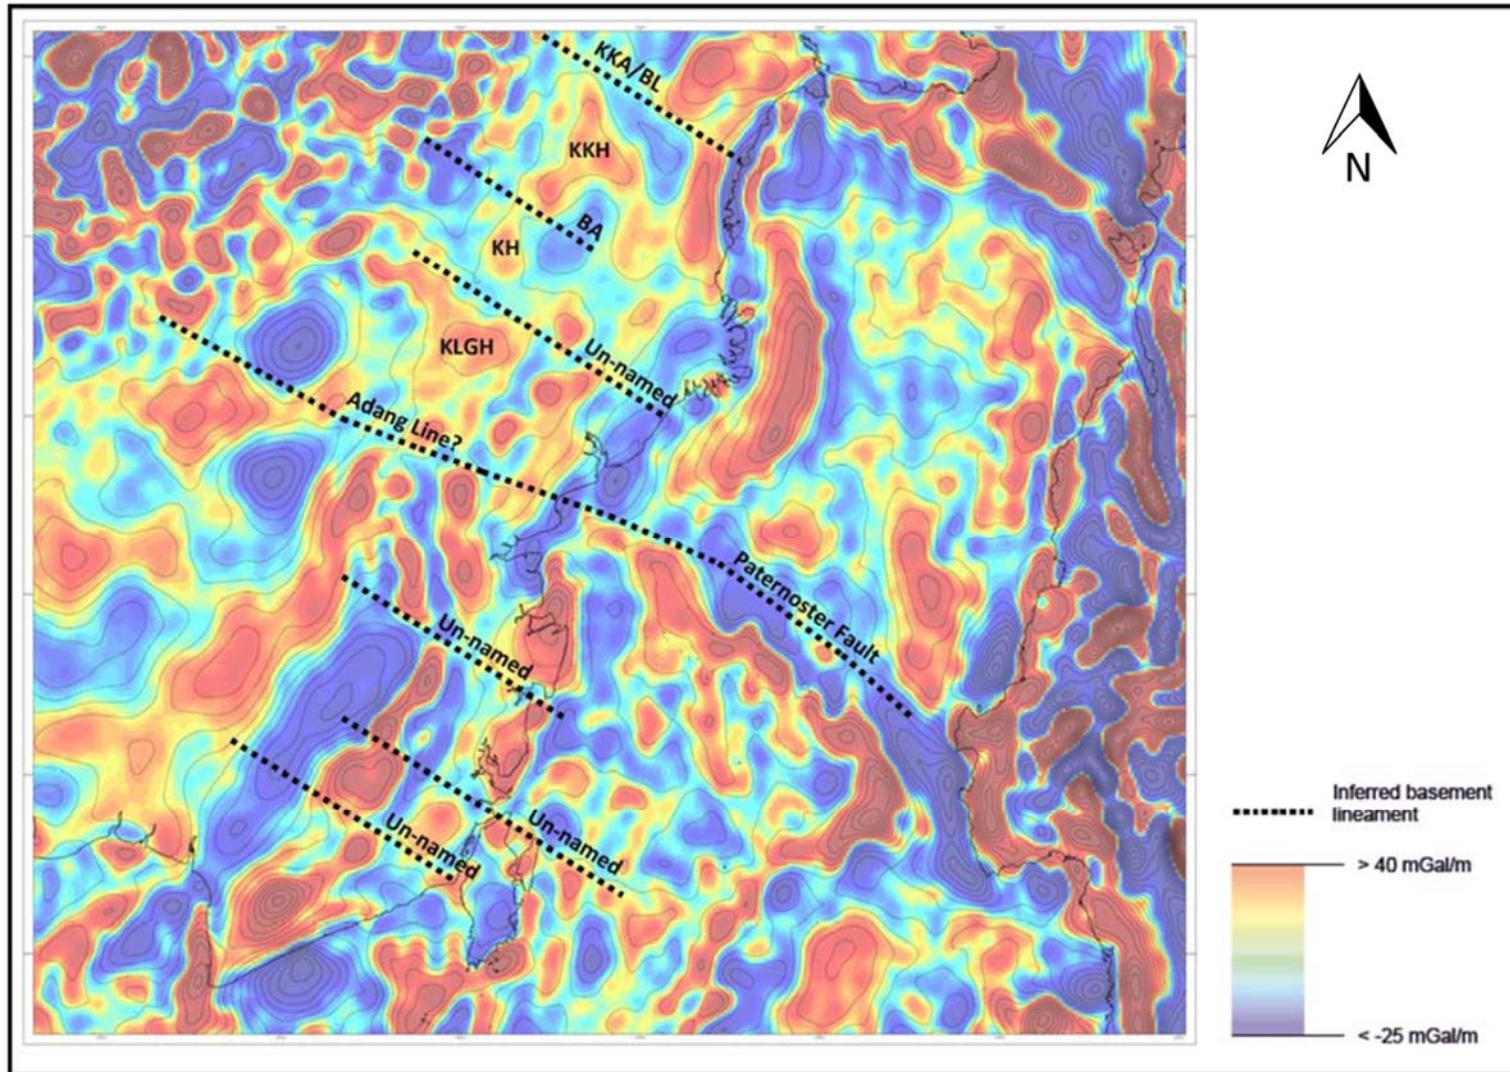 KKA/BL
KKH
BA
KH
Un-named
KLGH
Adang Line?
Paternoster Fault
Un-named
Un-named
Un-named
N
Inferred basement
lineament
> 40 mGal/m
< -25 mGal/m